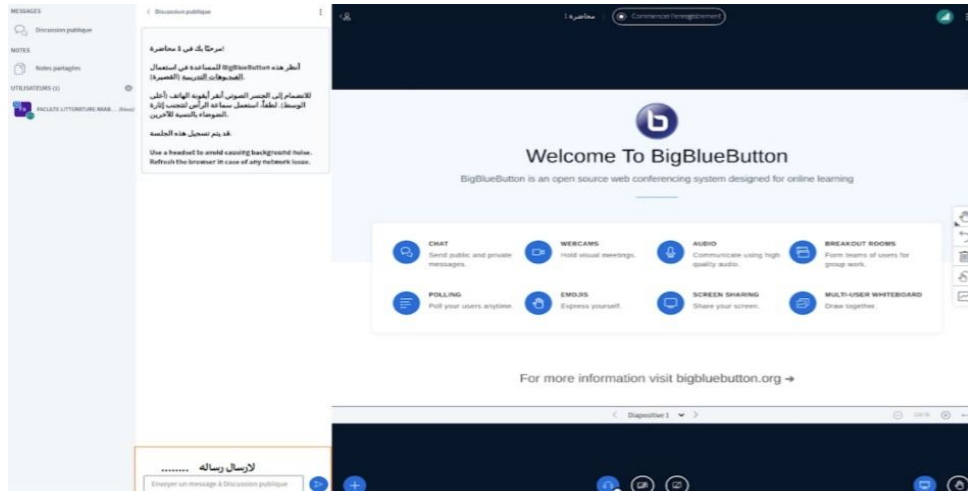 MESSAGES
Discussion publique
NOTES
Notes partagées
UTILISATEURS (1)
FACULTE LITTERATURE ARAB... (Vous)
Discussion publique
مرحبًا بك في محاضرة 1!
أنظر هذه BigBlueButton للمساعدة في استعمال
الفيديوهات التدريبية (القصيرة).
للانضمام إلى الجسر الصوتي أنقر أيقونة الهاتف (أعلى
الوسط). لطفاً، استعمل سماعة الرأس لتتجنب إثارة
الضوضاء بالنسبة للآخرين.
قد يتم تسجيل هذه الجلسة.
Use a headset to avoid causing background noise.
Refresh the browser in case of any network issue.
لارسال رساله ........
Envoyer un message à Discussion publique
محاضرة 1
Commencer l'enregistrement
b
Welcome To BigBlueButton
BigBlueButton is an open source web conferencing system designed for online learning
CHAT
Send public and private
messages.
WEBCAMS
Hold visual meetings.
AUDIO
Communicate using high
quality audio.
BREAKOUT ROOMS
Form teams of users for
group work.
POLLING
Poll your users anytime.
EMOJIS
Express yourself.
SCREEN SHARING
Share your screen.
MULTI-USER WHITEBOARD
Draw together.
For more information visit bigbluebutton.org →
Diapositive 1